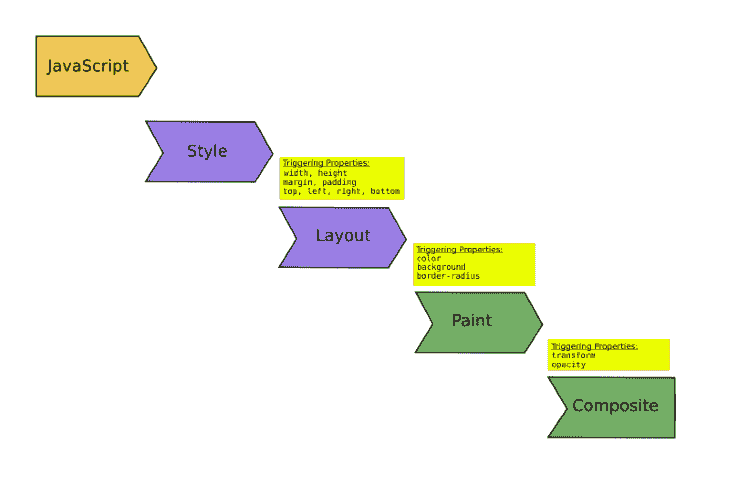 JavaScript
Style
Triggering Properties:
width, height
margin, padding
top, left, right, bottom
Layout
Triggering Properties:
color
background
border-radius
Paint
Triggering Properties:
transform
opacity
Composite